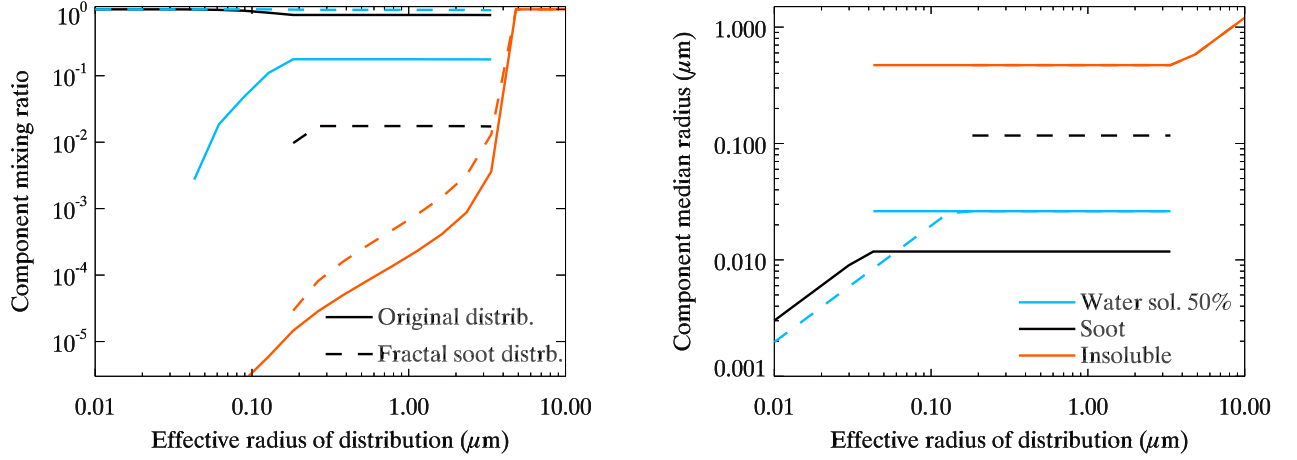 10⁰
10⁻¹
10⁻²
10⁻³
10⁻⁴
10⁻⁵
Component mixing ratio
Original distrib.
Fractal soot distrb.
0.01 0.10 1.00 10.00
Effective radius of distribution (μm)
1.000
0.100
0.010
0.001
Component median radius (μm)
Water sol. 50%
Soot
Insoluble
0.01 0.10 1.00 10.00
Effective radius of distribution (μm)